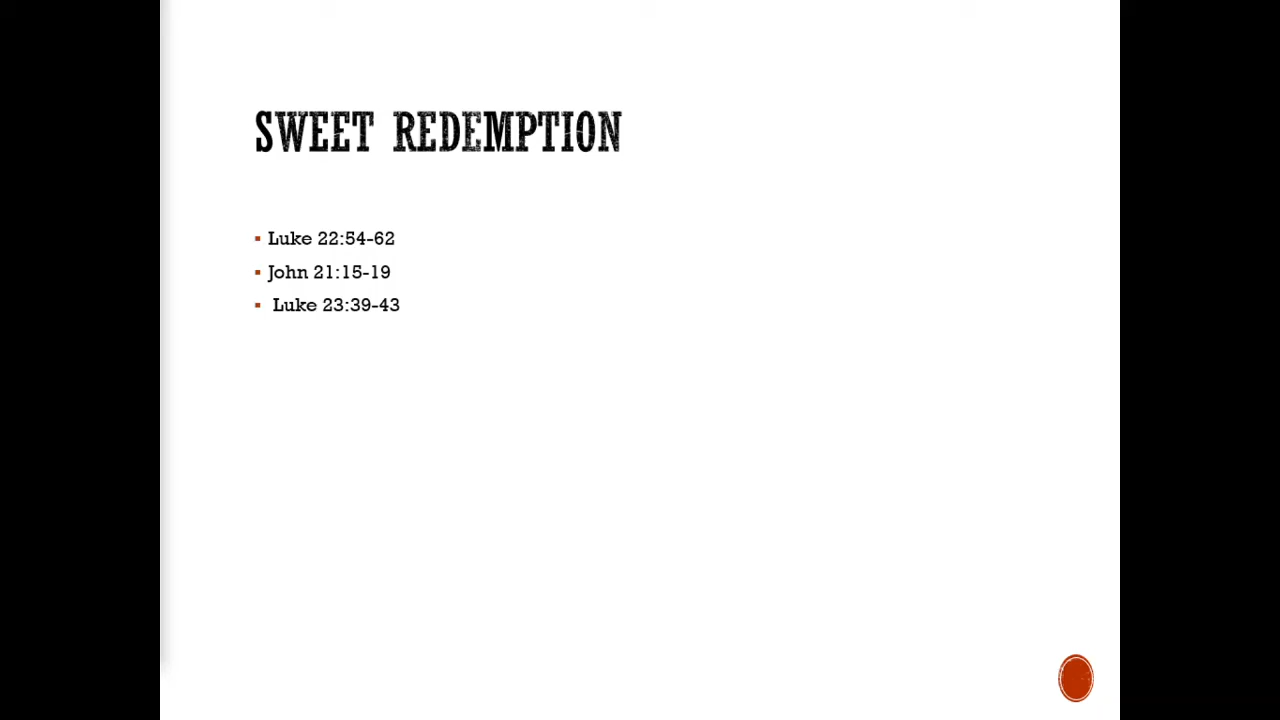 SWEET REDEMPTION
▪ Luke 22:54-62
▪ John 21:15-19
▪ Luke 23:39-43